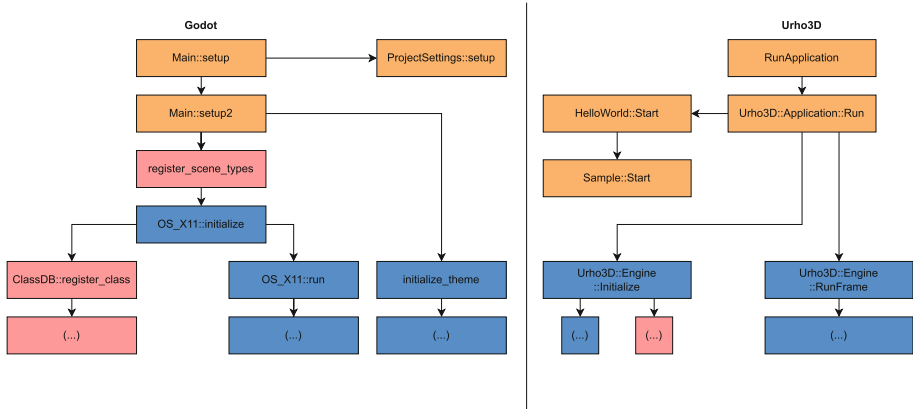 Godot
Main::setup
ProjectSettings::setup
Main::setup2
register_scene_types
OS_X11::initialize
ClassDB::register_class
OS_X11::run
initialize_theme
(...)
(...)
(...)
Urho3D
RunApplication
HelloWorld::Start
Urho3D::Application::Run
Sample::Start
Urho3D::Engine
::Initialize
Urho3D::Engine
::RunFrame
(...)
(...)
(...)